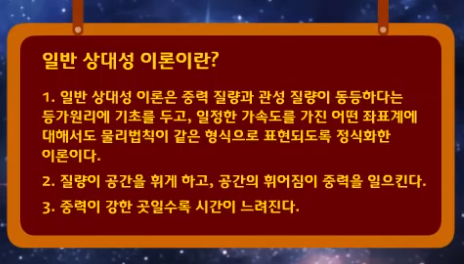 일반 상대성 이론이란?
1. 일반 상대성 이론은 중력 질량과 관성 질량이 동등하다는
등가원리에 기초를 두고, 일정한 가속도를 가진 어떤 좌표계에
대해서도 물리법칙이 같은 형식으로 표현되도록 정식화한
이론이다.
2. 질량이 공간을 휘게 하고, 공간의 휘어짐이 중력을 일으킨다.
3. 중력이 강한 곳일수록 시간이 느려진다.